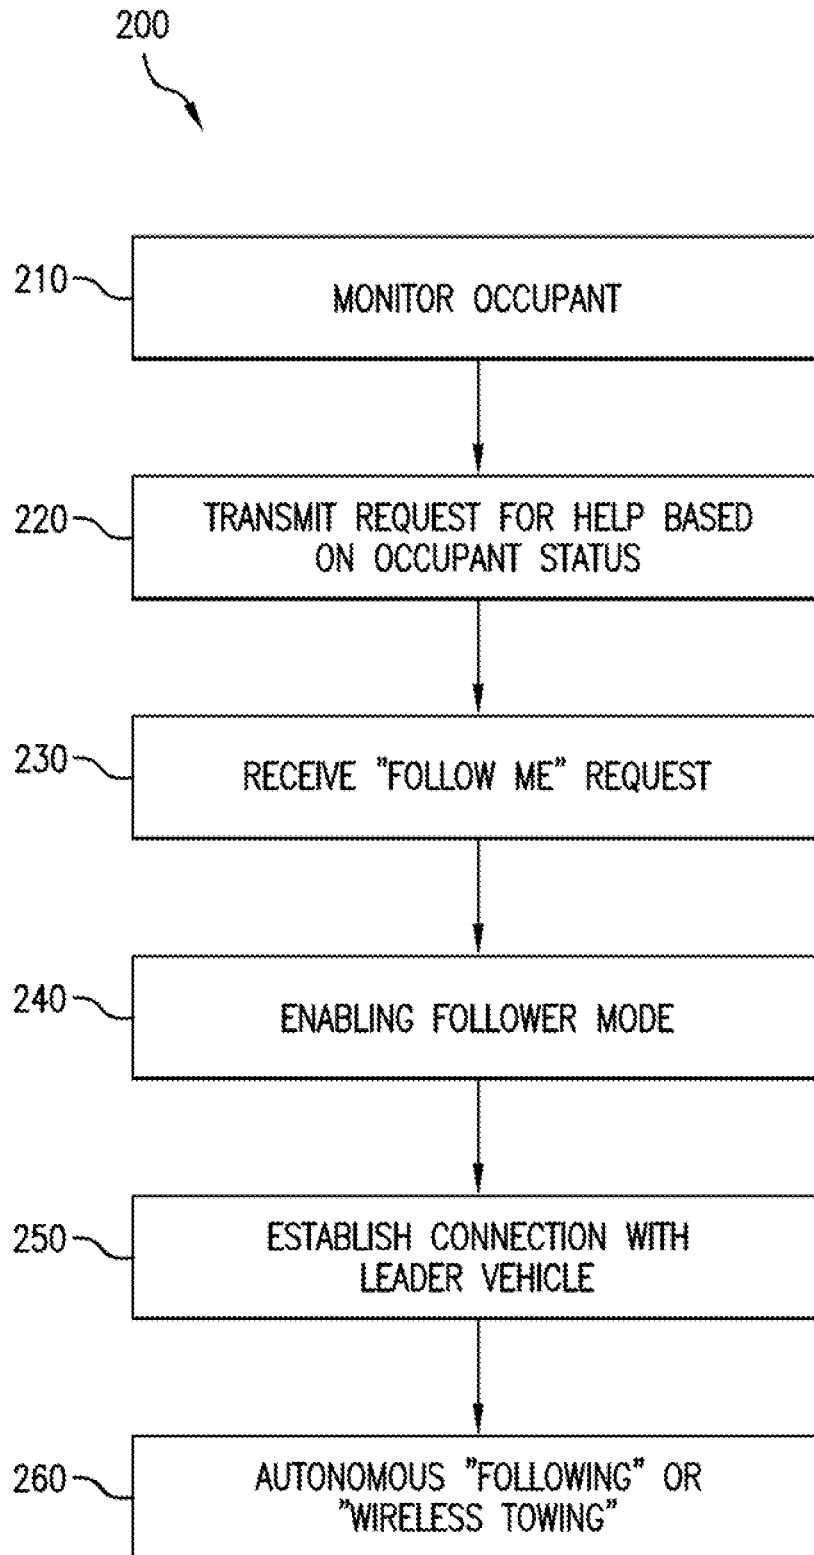 200
210
MONITOR OCCUPANT
220
TRANSMIT REQUEST FOR HELP BASED
ON OCCUPANT STATUS
230
RECEIVE "FOLLOW ME" REQUEST
240
ENABLING FOLLOWER MODE
250
ESTABLISH CONNECTION WITH
LEADER VEHICLE
260
AUTONOMOUS "FOLLOWING" OR
"WIRELESS TOWING"